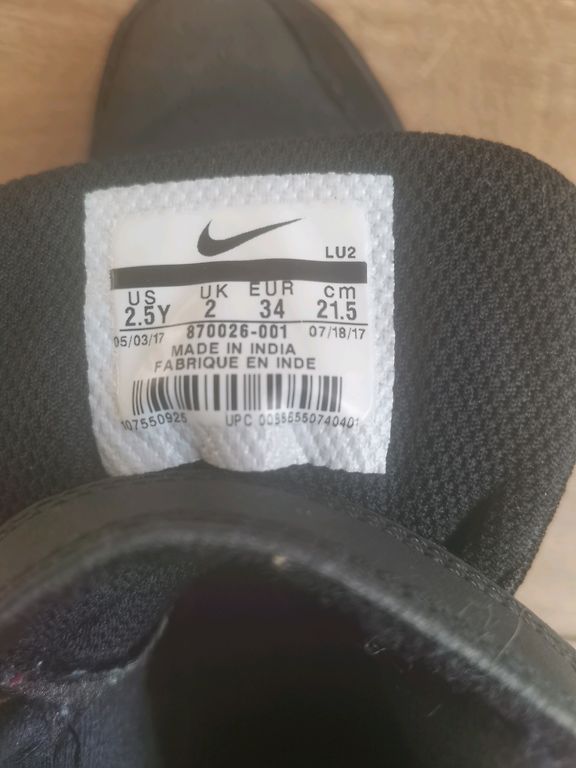 LU2
US UK EUR cm
2.5Y 2 34 21.5
05/03/17 870026-001 07/18/17
MADE IN INDIA
FABRIQUE EN INDE
107550925 UPC